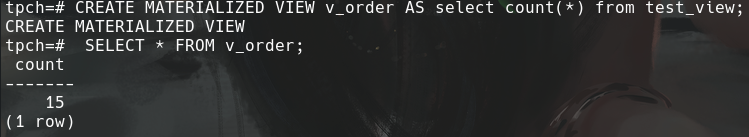 tpch=# CREATE MATERIALIZED VIEW v_order AS select count(*) from test_view;
CREATE MATERIALIZED VIEW
tpch=#  SELECT * FROM v_order;
 count
-------
    15
(1 row)